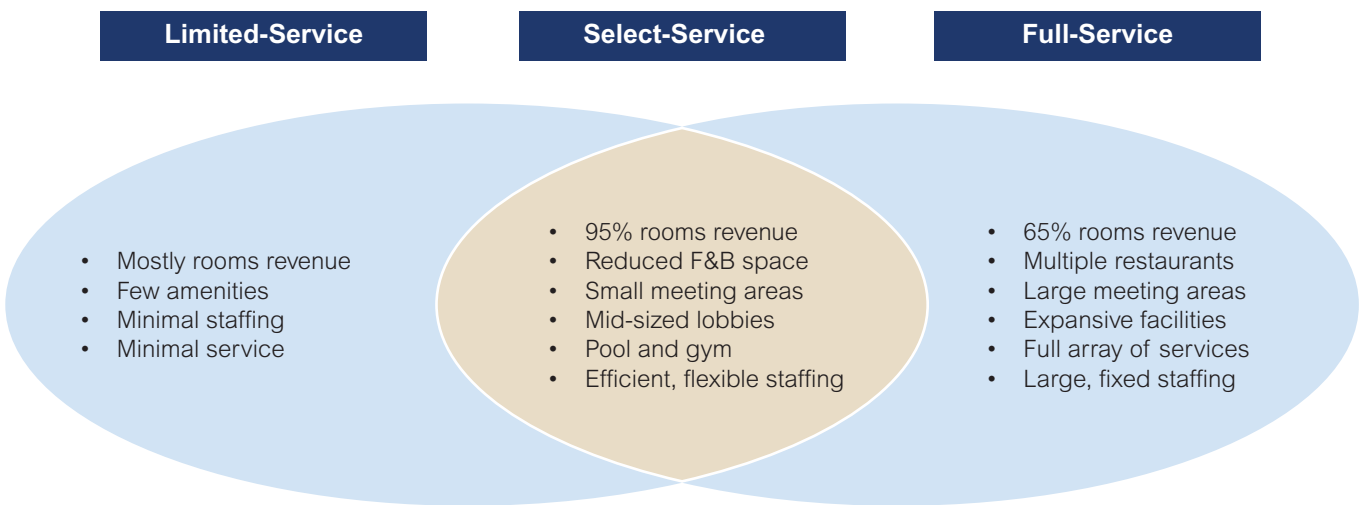 Limited-Service
Select-Service
Full-Service
• Mostly rooms revenue
• Few amenities
• Minimal staffing
• Minimal service
• 95% rooms revenue
• Reduced F&B space
• Small meeting areas
• Mid-sized lobbies
• Pool and gym
• Efficient, flexible staffing
• 65% rooms revenue
• Multiple restaurants
• Large meeting areas
• Expansive facilities
• Full array of services
• Large, fixed staffing